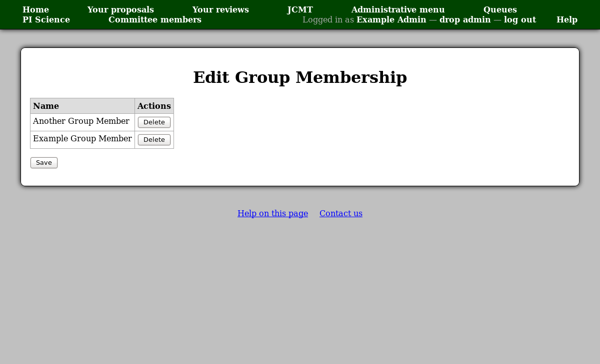 Home Your proposals Your reviews JCMT Administrative menu Queues
PI Science Committee members Logged in as Example Admin — drop admin — log out Help
Edit Group Membership
Name Actions
Another Group Member Delete
Example Group Member Delete
Save
Help on this page Contact us